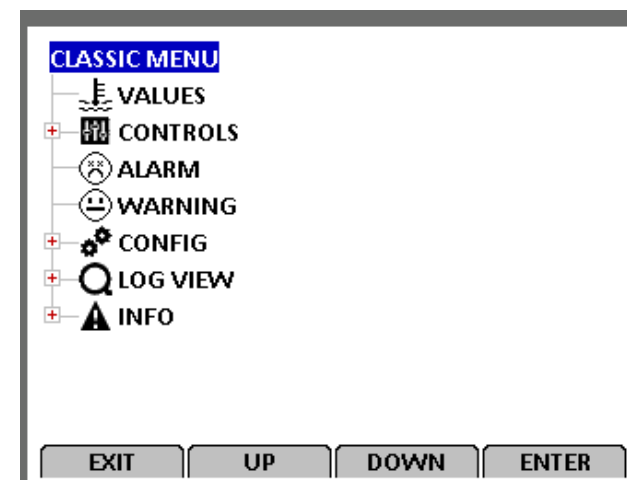 CLASSIC MENU
VALUES
CONTROLS
ALARM
WARNING
CONFIG
LOG VIEW
INFO
EXIT UP DOWN ENTER